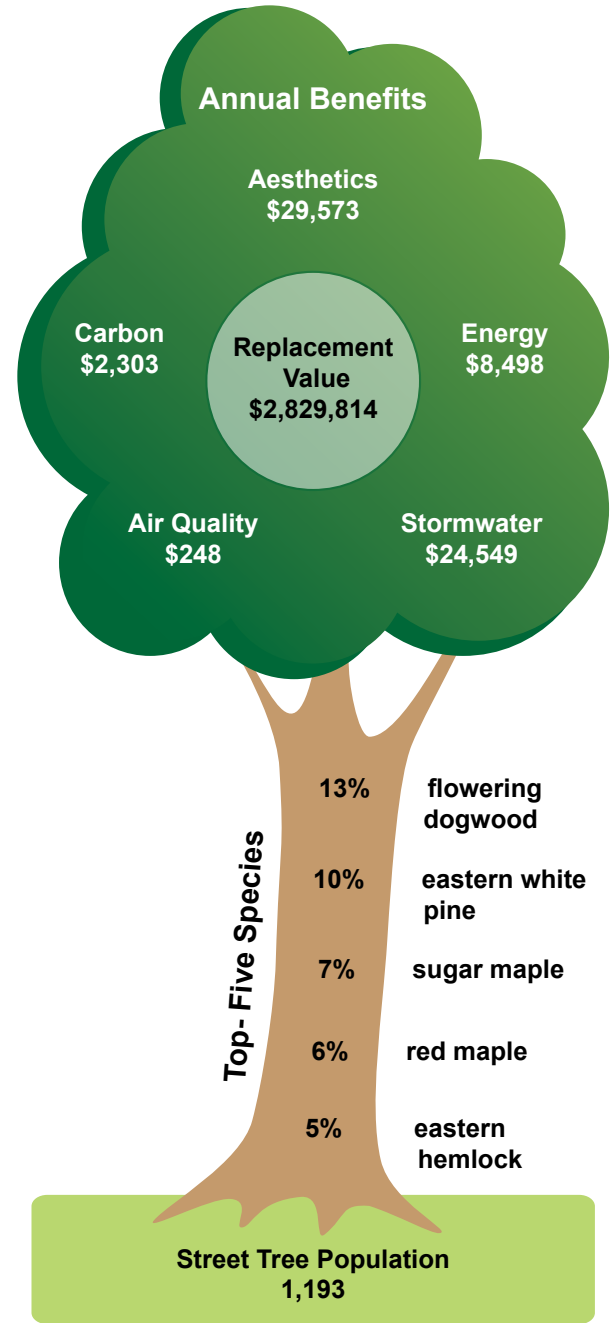 Annual Benefits
Aesthetics
$29,573
Carbon
$2,303
Replacement
Value
$2,829,814
Energy
$8,498
Air Quality
$248
Stormwater
$24,549
Top- Five Species
13% flowering
dogwood
10% eastern white
pine
7% sugar maple
6% red maple
5% eastern
hemlock
Street Tree Population
1,193